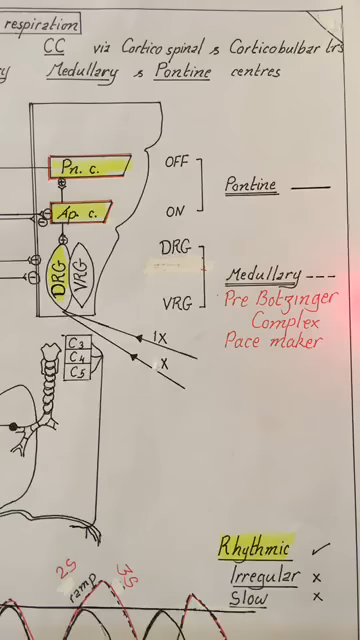 respiration
CC via Cortico spinal & Corticobulbar trs
Medullary & Pontine centres
Pn. c.
OFF
Pontine
Ap. c.
ON
DRG
DRG
VRG
Medullary
VRG
Pre Botzinger
Complex
Pace maker
IX
X
C3
C4
C5
Rhythmic ✓
Irregular x
Slow x
2S
ramp
3S